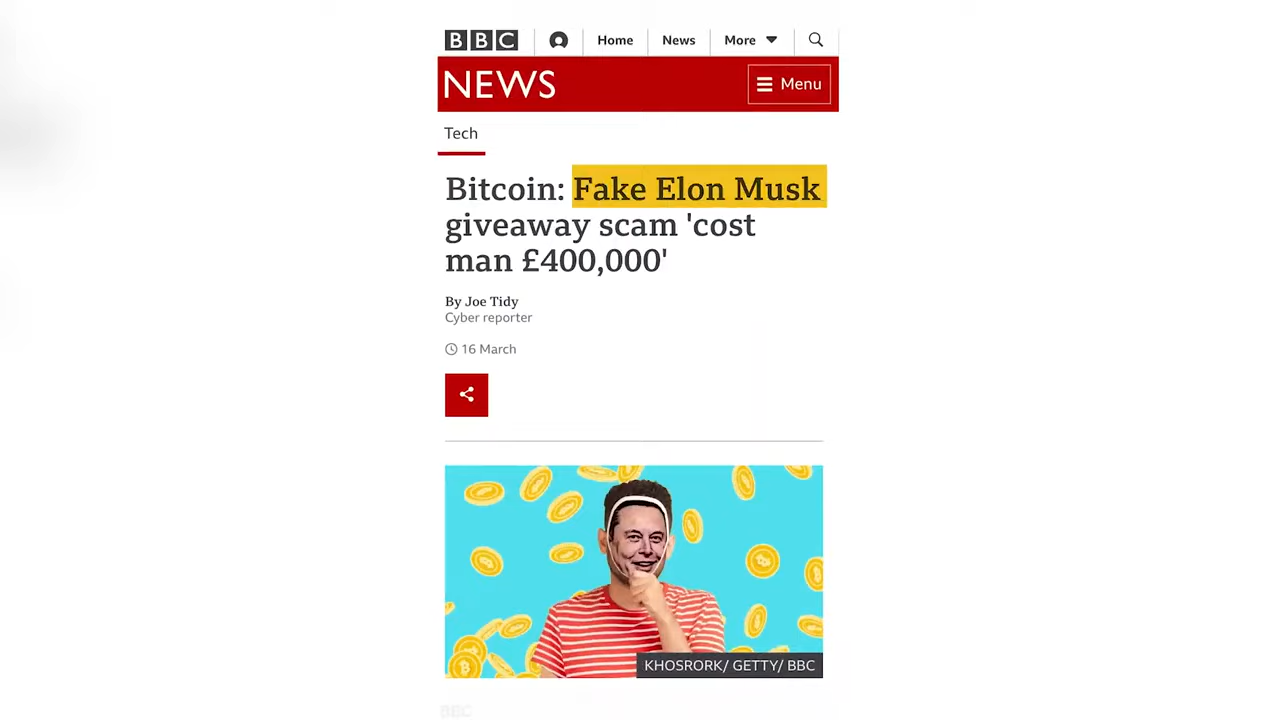 BBC Home News More
NEWS Menu
Tech
Bitcoin: Fake Elon Musk
giveaway scam 'cost
man £400,000'
By Joe Tidy
Cyber reporter
16 March
KHOSRORK/ GETTY/ BBC
BBC